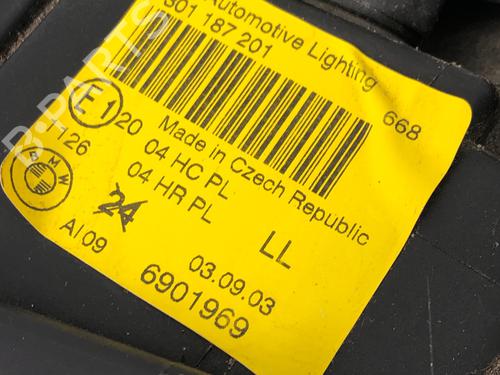 Automotive Lighting
301 187 201
668
E1 20
Made in Czech Republic
04 HC PL
04 HR PL
LL
BMW
24
AI 09
03.09.03
6901969
B-PARTS